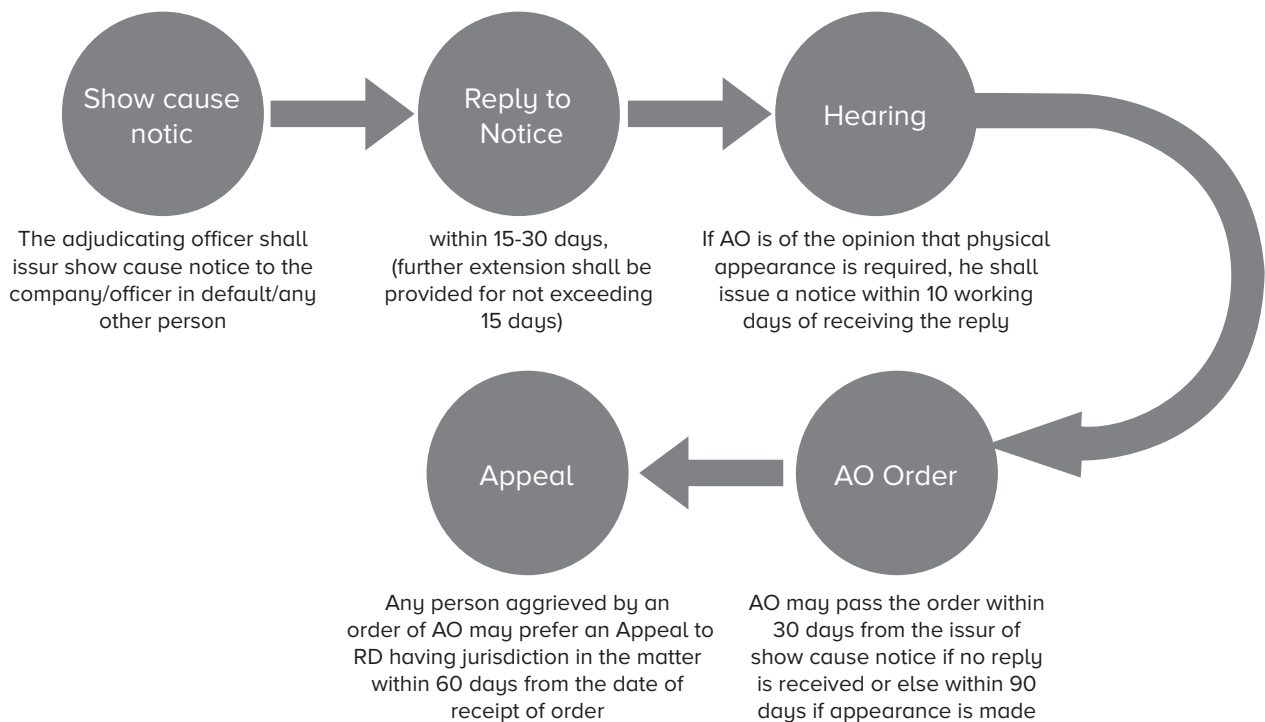 Show cause
notic
The adjudicating officer shall
issur show cause notice to the
company/officer in default/any
other person
Reply to
Notice
within 15-30 days,
(further extension shall be
provided for not exceeding
15 days)
Hearing
If AO is of the opinion that physical
appearance is required, he shall
issue a notice within 10 working
days of receiving the reply
AO Order
AO may pass the order within
30 days from the issur of
show cause notice if no reply
is received or else within 90
days if appearance is made
Appeal
Any person aggrieved by an
order of AO may prefer an Appeal to
RD having jurisdiction in the matter
within 60 days from the date of
receipt of order